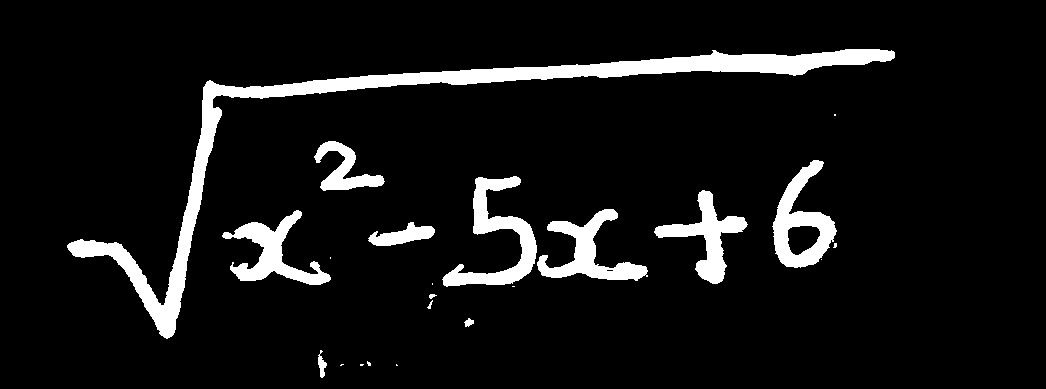 √(x² - 5x + 6)